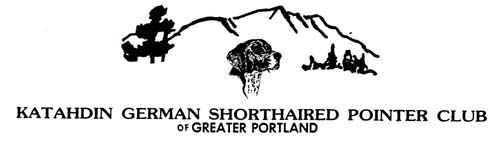 KATAHDIN GERMAN SHORTHAIRED POINTER CLUB
OF GREATER PORTLAND